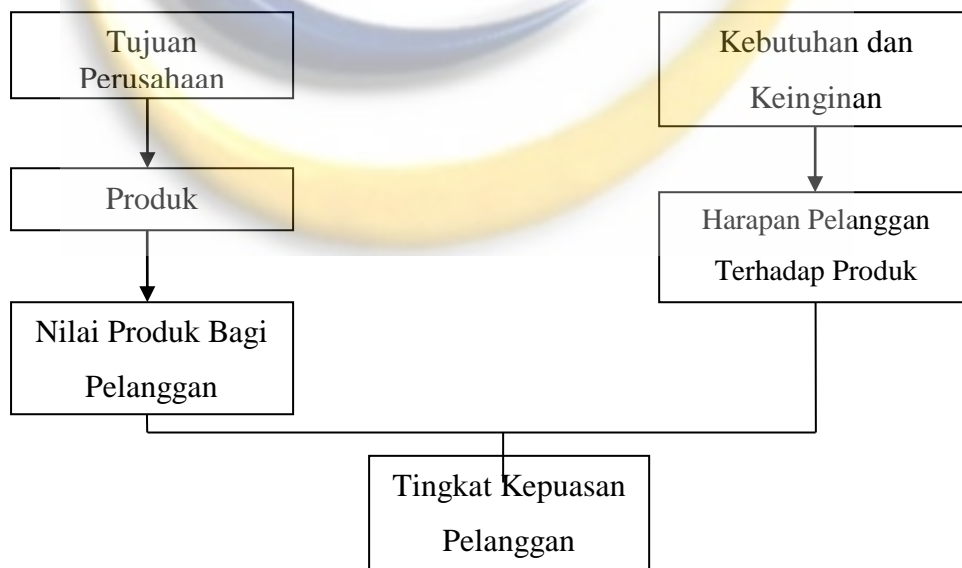 Tujuan
Perusahaan
Produk
Nilai Produk Bagi
Pelanggan
Kebutuhan dan
Keinginan
Harapan Pelanggan
Terhadap Produk
Tingkat Kepuasan
Pelanggan